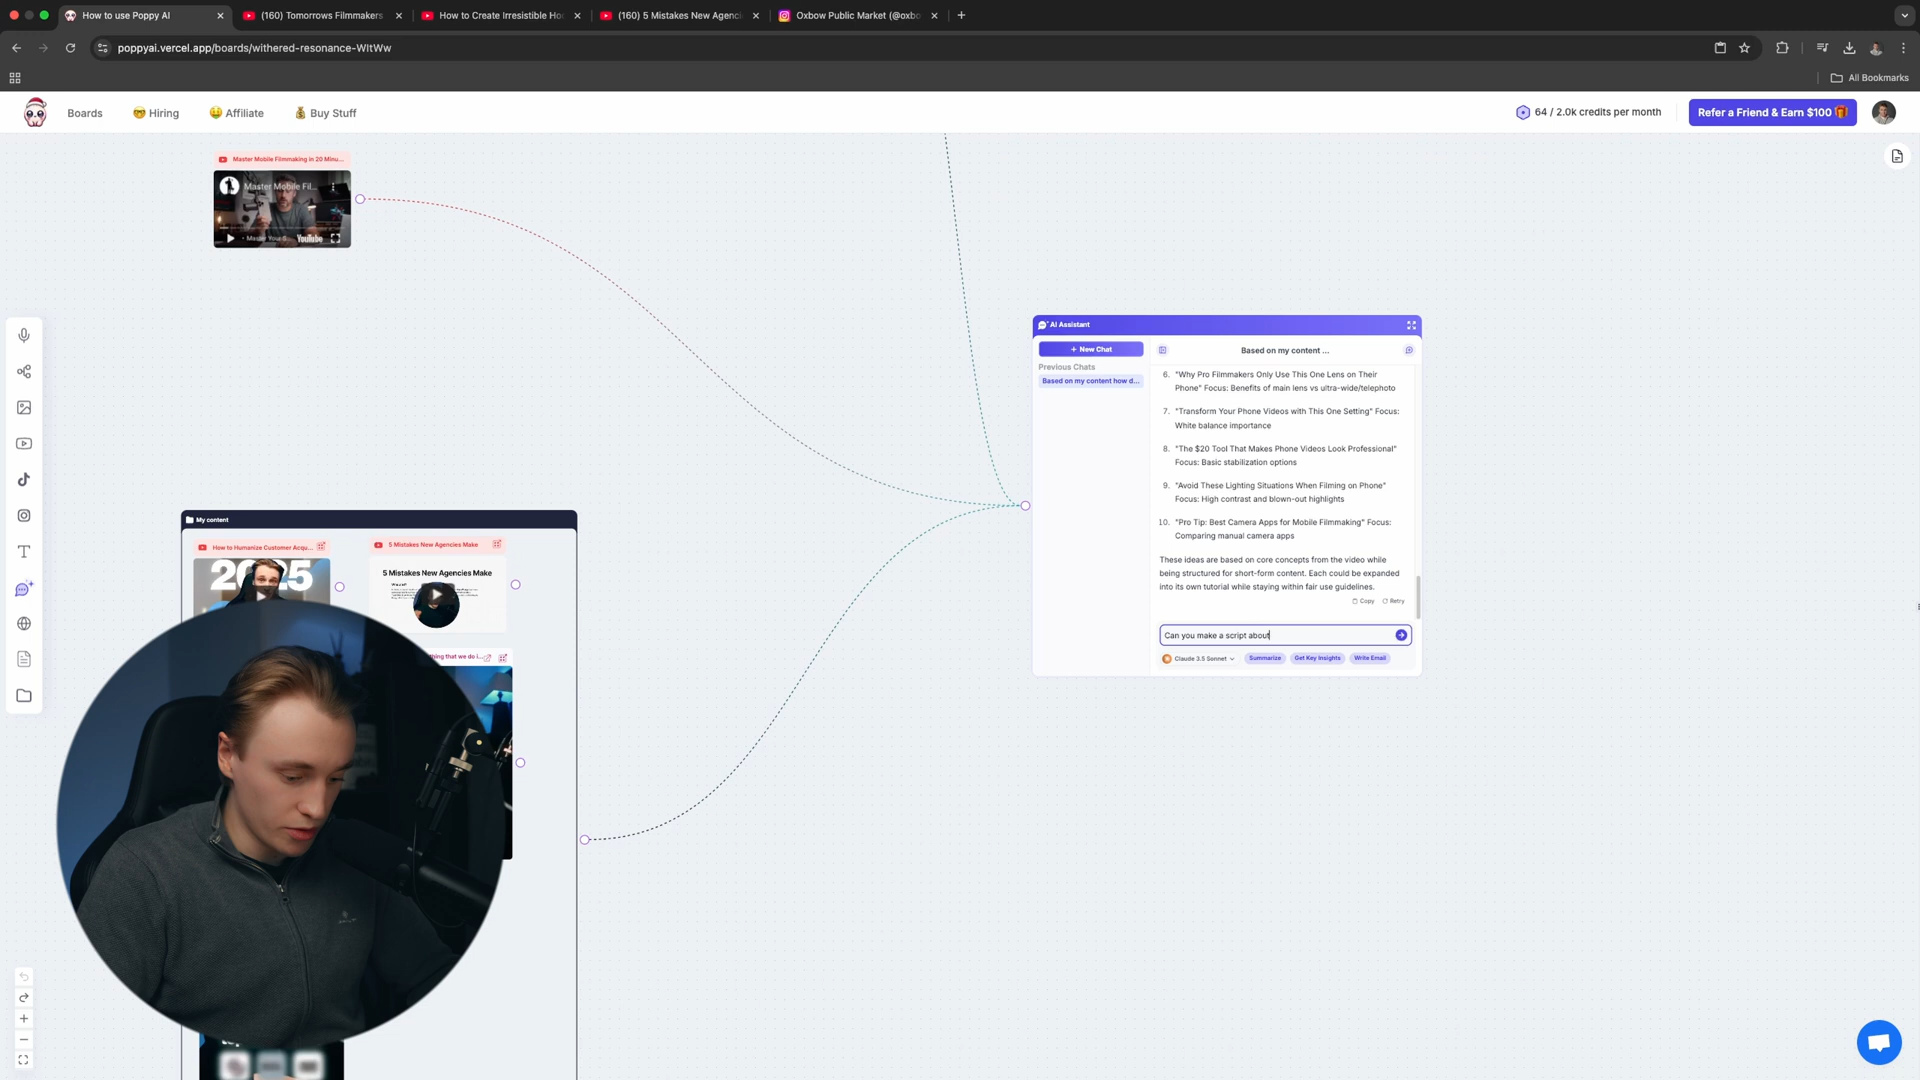 How to use Poppy AI
(160) Tomorrows Filmmakers
How to Create Irresistible Ho
(160) 5 Mistakes New Agenci
Oxbow Public Market (@oxbo
poppyai.vercel.app/boards/withered-resonance-WItWw
All Bookmarks
Boards
Hiring
Affiliate
Buy Stuff
64 / 2.0k credits per month
Refer a Friend & Earn $100
Master Mobile Filmmaking in 20 Minu...
Master Mobile Fil...
YouTube
AI Assistant
+ New Chat
Based on my content ...
Previous Chats
Based on my content how d...
6. "Why Pro Filmmakers Only Use This One Lens on Their
Phone" Focus: Benefits of main lens vs ultra-wide/telephoto
7. "Transform Your Phone Videos with This One Setting" Focus:
White balance importance
8. "The $20 Tool That Makes Phone Videos Look Professional"
Focus: Basic stabilization options
9. "Avoid These Lighting Situations When Filming on Phone"
Focus: High contrast and blown-out highlights
10. "Pro Tip: Best Camera Apps for Mobile Filmmaking" Focus:
Comparing manual camera apps
These ideas are based on core concepts from the video while
being structured for short-form content. Each could be expanded
into its own tutorial while staying within fair use guidelines.
Copy
Retry
Can you make a script about
Claude 3.5 Sonnet
Summarize
Get Key Insights
Write Email
My content
How to Humanize Customer Acqu...
5 Mistakes New Agencies Make
2025
5 Mistakes New Agencies Make
thing that we do i...